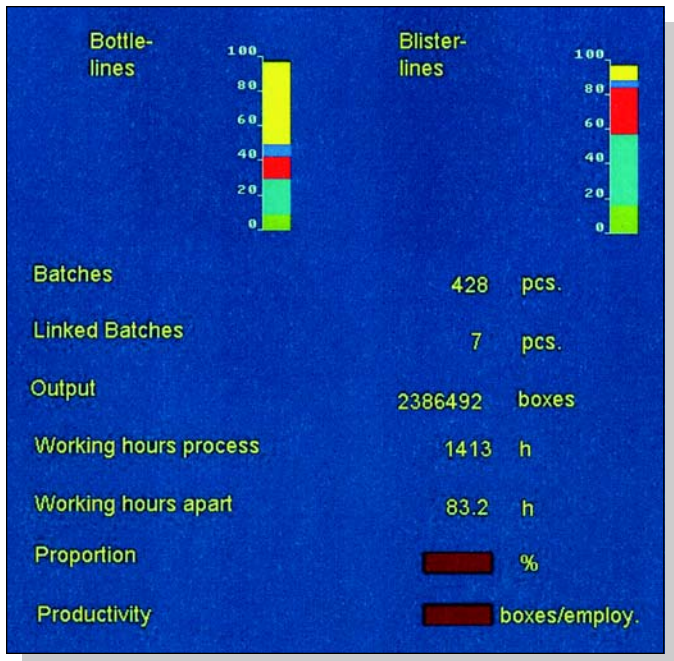 Bottle-
lines
100
80
60
40
20
0
Blister-
lines
100
80
60
40
20
0
Batches 428 pcs.
Linked Batches 7 pcs.
Output 2386492 boxes
Working hours process 1413 h
Working hours apart 83.2 h
Proportion %
Productivity boxes/employ.